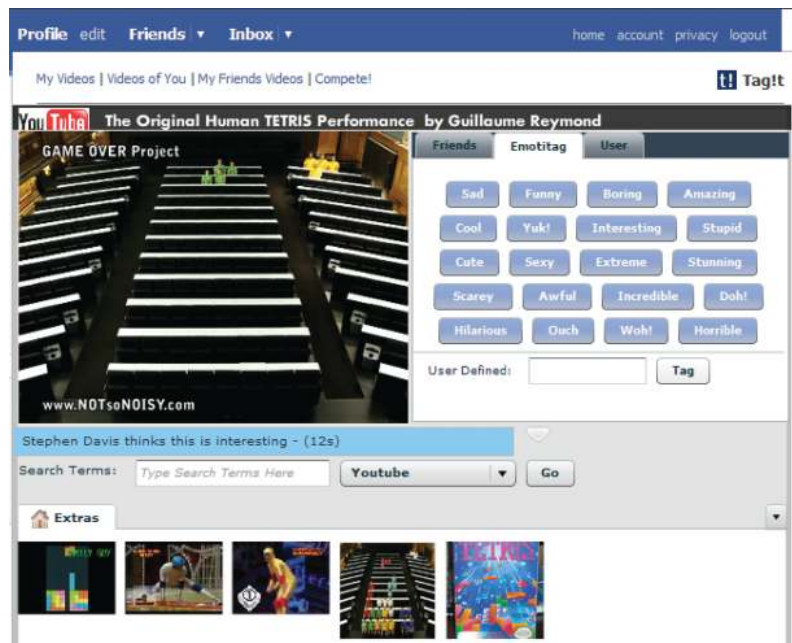 Profile edit Friends Inbox home account privacy logout
My Videos | Videos of You | My Friends Videos | Compete!
t! Tag!t
YouTube The Original Human TETRIS Performance by Guillaume Reymond
GAME OVER Project
www.NOTsoNOISY.com
Friends Emotitag User
Sad Funny Boring Amazing
Cool Yuk! Interesting Stupid
Cute Sexy Extreme Stunning
Scarey Awful Incredible Doh!
Hilarious Ouch Woh! Horrible
User Defined: Tag
Stephen Davis thinks this is interesting - (12s)
Search Terms: Type Search Terms Here Youtube Go
Extras
TETRIS